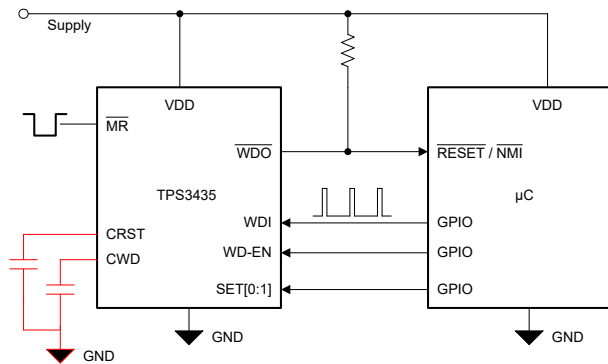 Supply
VDD
VDD
MR
WDO
RESET / NMI
TPS3435
µC
WDI
GPIO
CRST
WD-EN
GPIO
CWD
SET[0:1]
GPIO
GND
GND
GND